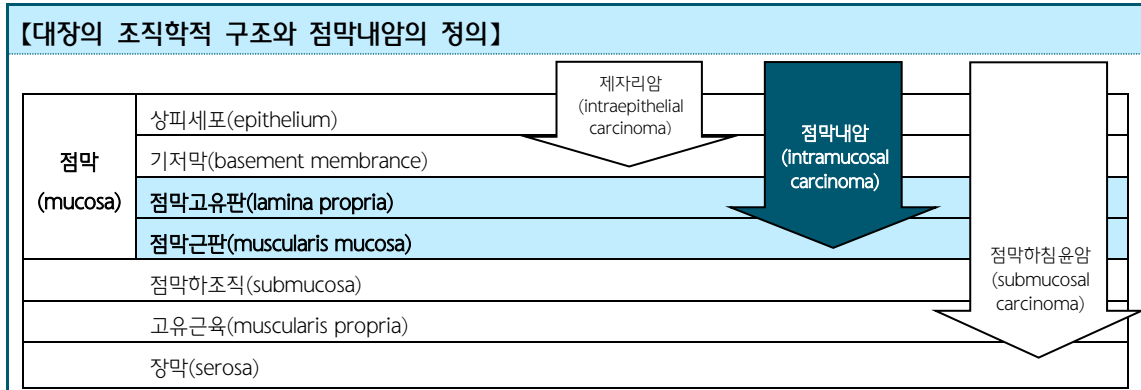 【대장의 조직학적 구조와 점막내암의 정의】
제자리암
(intraepithelial
carcinoma)
점막내암
(intramucosal
carcinoma)
점막하침윤암
(submucosal
carcinoma)
점막
(mucosa)
상피세포(epithelium)
기저막(basement membrance)
점막고유판(lamina propria)
점막근판(muscularis mucosa)
점막하조직(submucosa)
고유근육(muscularis propria)
장막(serosa)